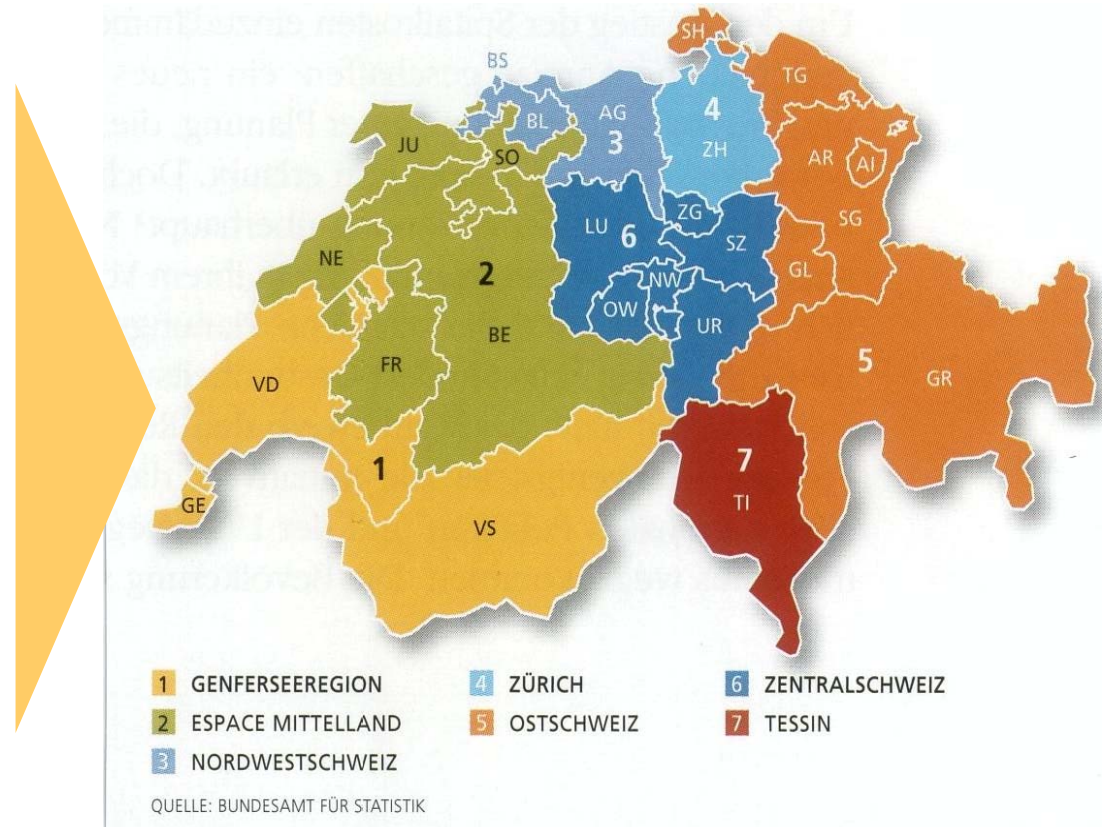 SH
BS
TG
AG
BL
4
3
JU
SO
ZH
AR
AI
ZG
LU
6
SZ
SG
NE
2
NW
GL
OW
UR
BE
5
FR
VD
GR
7
1
TI
GE
VS
1 GENFERSEEREGION
4 ZÜRICH
6 ZENTRALSCHWEIZ
2 ESPACE MITTELLAND
5 OSTSCHWEIZ
7 TESSIN
3 NORDWESTSCHWEIZ
QUELLE: BUNDESAMT FÜR STATISTIK